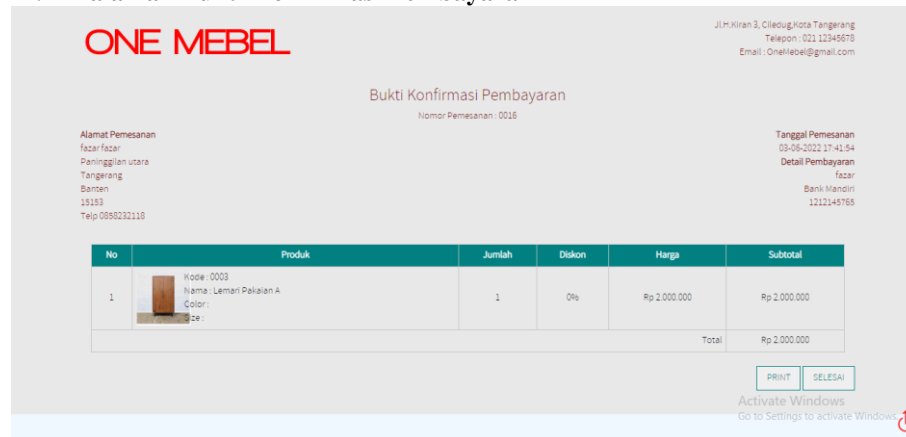 ONE MEBEL
Jl.H.Kiran 3, Ciledug,Kota Tangerang
Telepon : 021 12345678
Email : OneMebel@gmail.com
Bukti Konfirmasi Pembayaran
Nomor Pemesanan : 0016
Alamat Pemesanan
fazar fazar
Paninggilan utara
Tangerang
Banten
15153
Telp 0858232118
Tanggal Pemesanan
03-06-2022 17:41:54
Detail Pembayaran
fazar
Bank Mandiri
1212145765
No Produk Jumlah Diskon Harga Subtotal
Kode : 0003
Nama : Lemari Pakaian A
Color :
Size :
1 1 0% Rp 2.000.000 Rp 2.000.000
Total Rp 2.000.000
PRINT SELESAI
Activate Windows
Go to Settings to activate Windows.